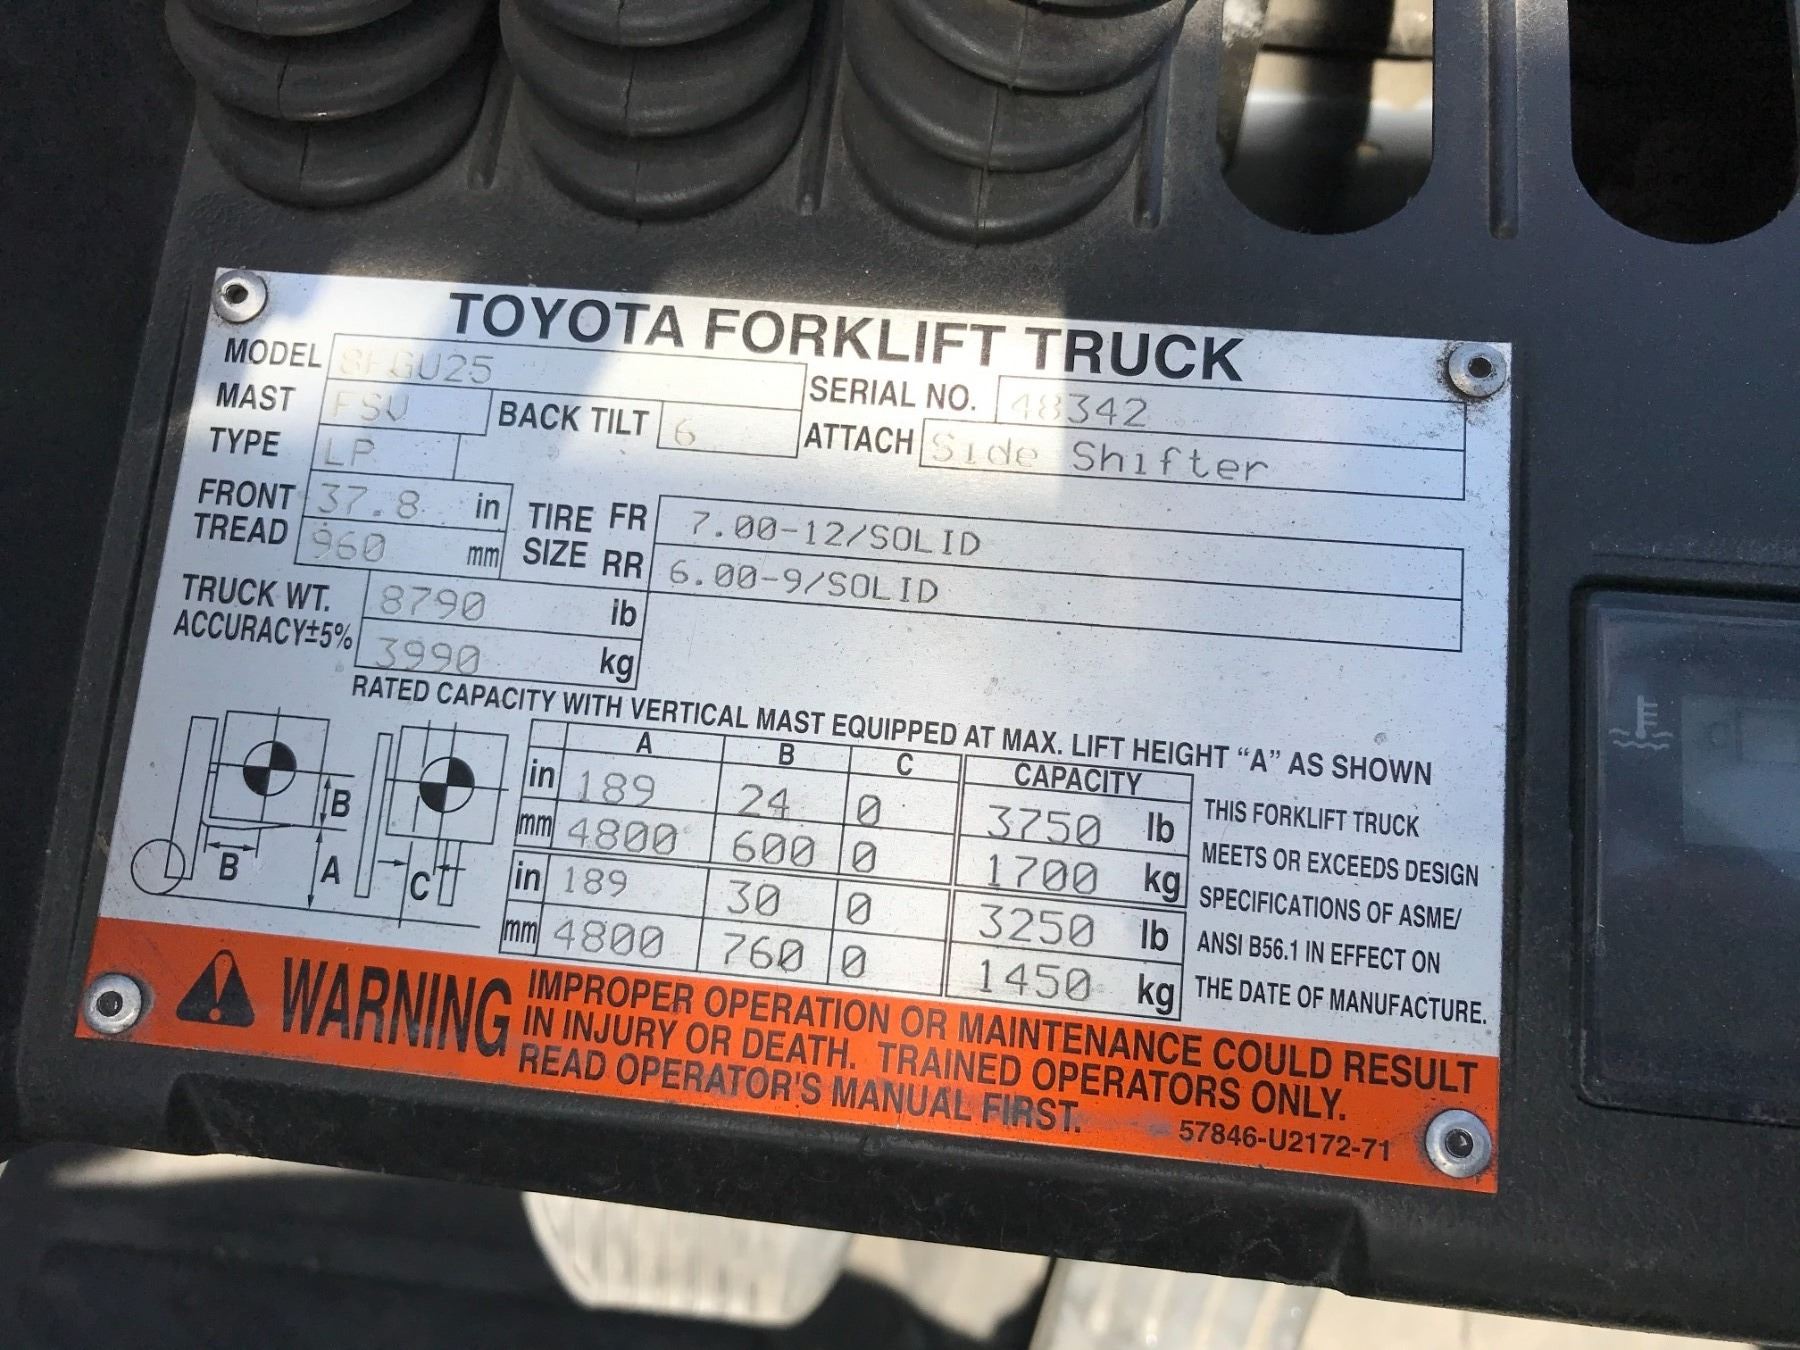 TOYOTA FORKLIFT TRUCK
MODEL 8FGU25 SERIAL NO. 48342
MAST FSV BACK TILT 6 ATTACH Side Shifter
TYPE LP
FRONT TREAD 37.8 in 960 mm
TIRE SIZE FR 7.00-12/SOLID
RR 6.00-9/SOLID
TRUCK WT. ACCURACY±5% 8790 lb
3990 kg
RATED CAPACITY WITH VERTICAL MAST EQUIPPED AT MAX. LIFT HEIGHT "A" AS SHOWN
A B C CAPACITY
in 189 24 0 3750 lb
mm 4800 600 0 1700 kg
in 189 30 0 3250 lb
mm 4800 760 0 1450 kg
B
B A C
THIS FORKLIFT TRUCK
MEETS OR EXCEEDS DESIGN
SPECIFICATIONS OF ASME/
ANSI B56.1 IN EFFECT ON
THE DATE OF MANUFACTURE.
WARNING
IMPROPER OPERATION OR MAINTENANCE COULD RESULT
IN INJURY OR DEATH. TRAINED OPERATORS ONLY.
READ OPERATOR'S MANUAL FIRST.
57846-U2172-71